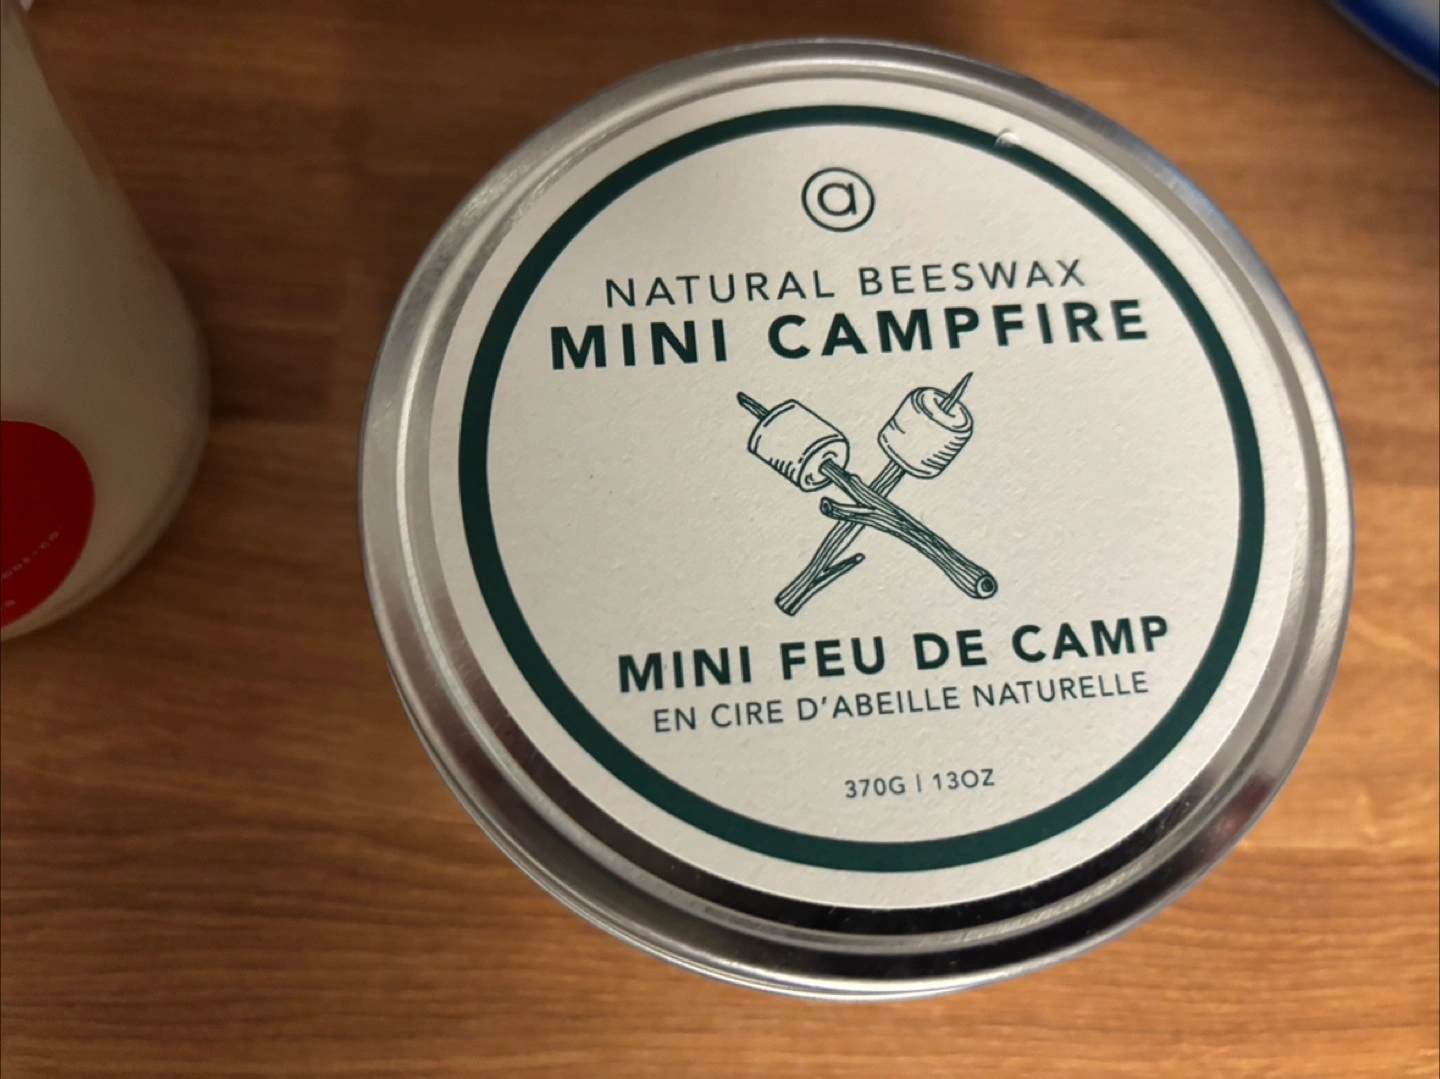 a
NATURAL BEESWAX
MINI CAMPFIRE
MINI FEU DE CAMP
EN CIRE D'ABEILLE NATURELLE
370G | 13OZ